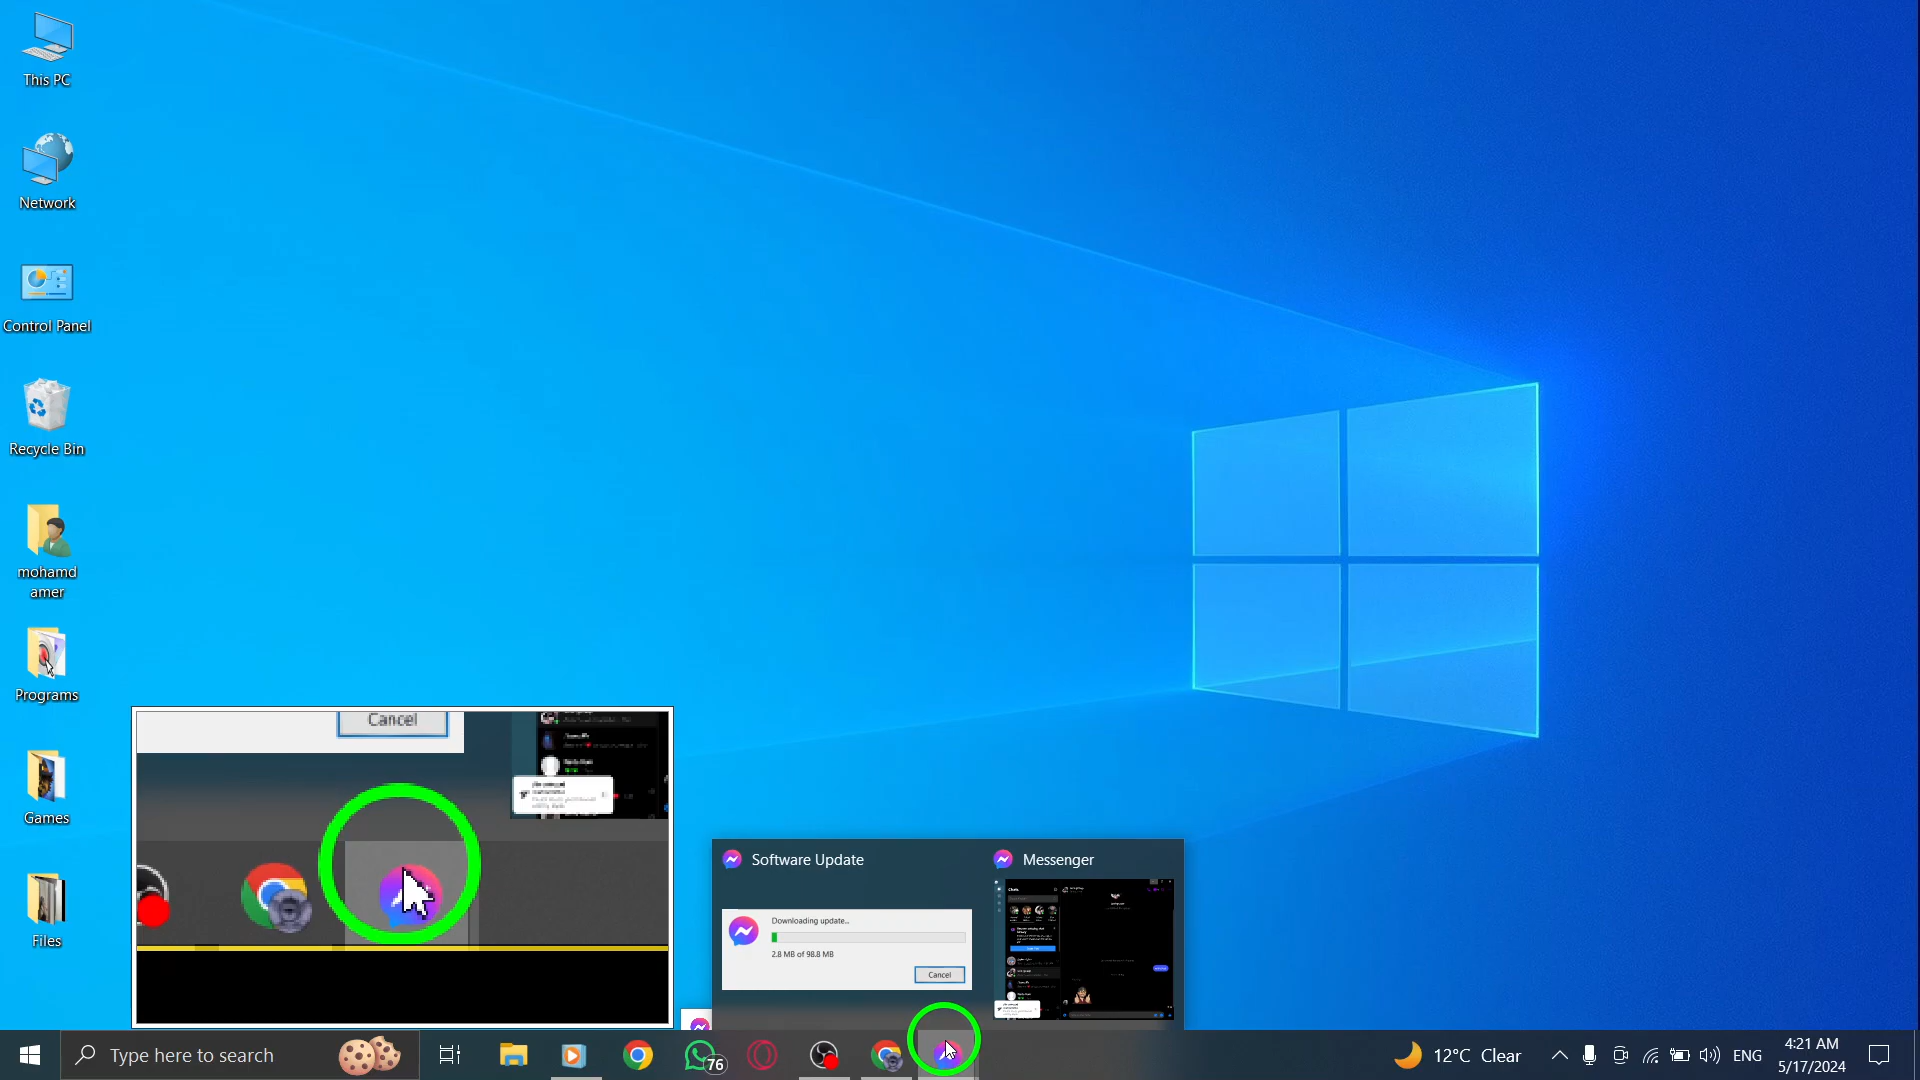 This PC
Network
Control Panel
Recycle Bin
mohamd
amer
Programs
Games
Files
Cancel
Software Update
Messenger
Downloading update...
2.8 MB of 98.8 MB
Cancel
Chats
Type here to search
76
12°C Clear
ENG
4:21 AM
5/17/2024